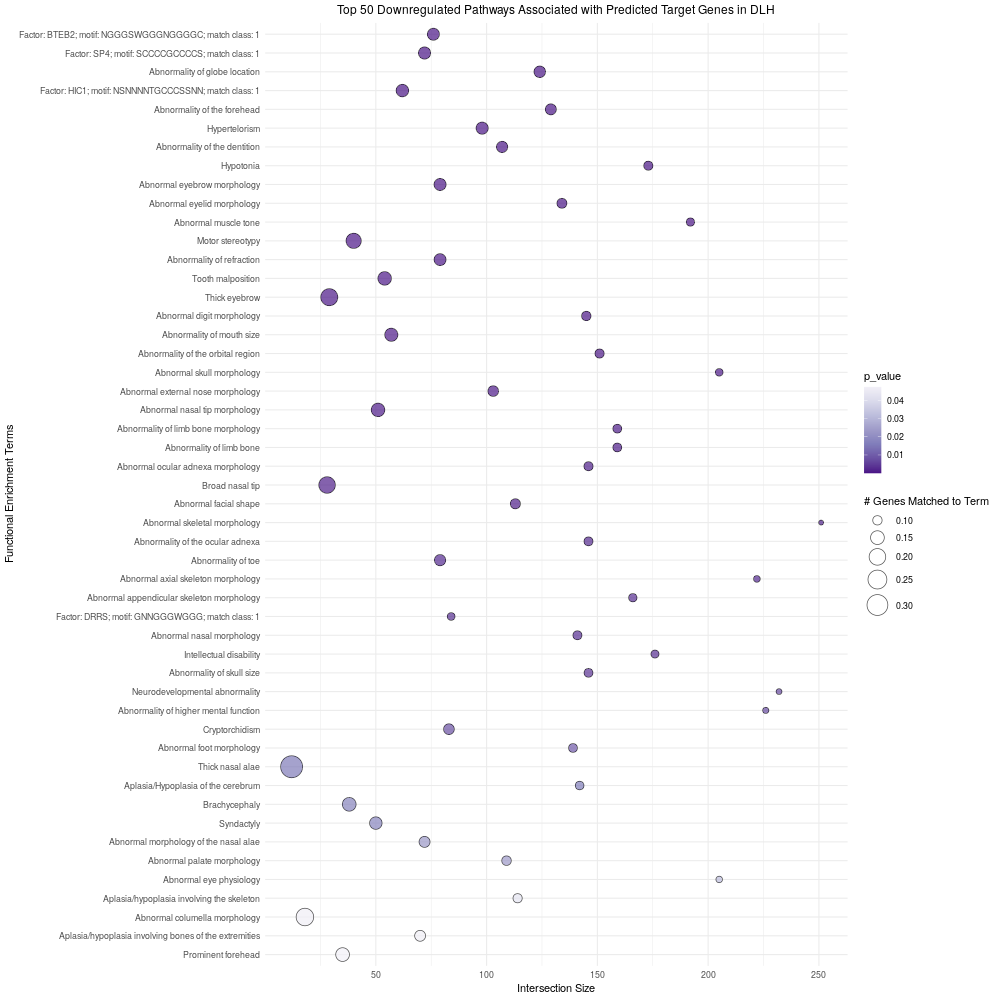 Top 50 Downregulated Pathways Associated with Predicted Target Genes in DLH
Factor: BTEB2; motif: NGGGSWGGGNGGGGC; match class: 1
Factor: SP4; motif: SCCCCGCCCCS; match class: 1
Abnormality of globe location
Factor: HIC1; motif: NSNNNNTGCCCSSNN; match class: 1
Abnormality of the forehead
Hypertelorism
Abnormality of the dentition
Hypotonia
Abnormal eyebrow morphology
Abnormal eyelid morphology
Abnormal muscle tone
Motor stereotypy
Abnormality of refraction
Tooth malposition
Thick eyebrow
Abnormal digit morphology
Abnormality of mouth size
Abnormality of the orbital region
Abnormal skull morphology
Abnormal external nose morphology
Abnormal nasal tip morphology
Abnormality of limb bone morphology
Abnormality of limb bone
Abnormal ocular adnexa morphology
Broad nasal tip
Abnormal facial shape
Abnormal skeletal morphology
Abnormality of the ocular adnexa
Abnormality of toe
Abnormal axial skeleton morphology
Abnormal appendicular skeleton morphology
Factor: DRRS; motif: GNNGGGWGGG; match class: 1
Abnormal nasal morphology
Intellectual disability
Abnormality of skull size
Neurodevelopmental abnormality
Abnormality of higher mental function
Cryptorchidism
Abnormal foot morphology
Thick nasal alae
Aplasia/Hypoplasia of the cerebrum
Brachycephaly
Syndactyly
Abnormal morphology of the nasal alae
Abnormal palate morphology
Abnormal eye physiology
Aplasia/hypoplasia involving the skeleton
Abnormal columella morphology
Aplasia/hypoplasia involving bones of the extremities
Prominent forehead
Functional Enrichment Terms
50 100 150 200 250
Intersection Size
p_value
0.04
0.03
0.02
0.01
# Genes Matched to Term
0.10
0.15
0.20
0.25
0.30